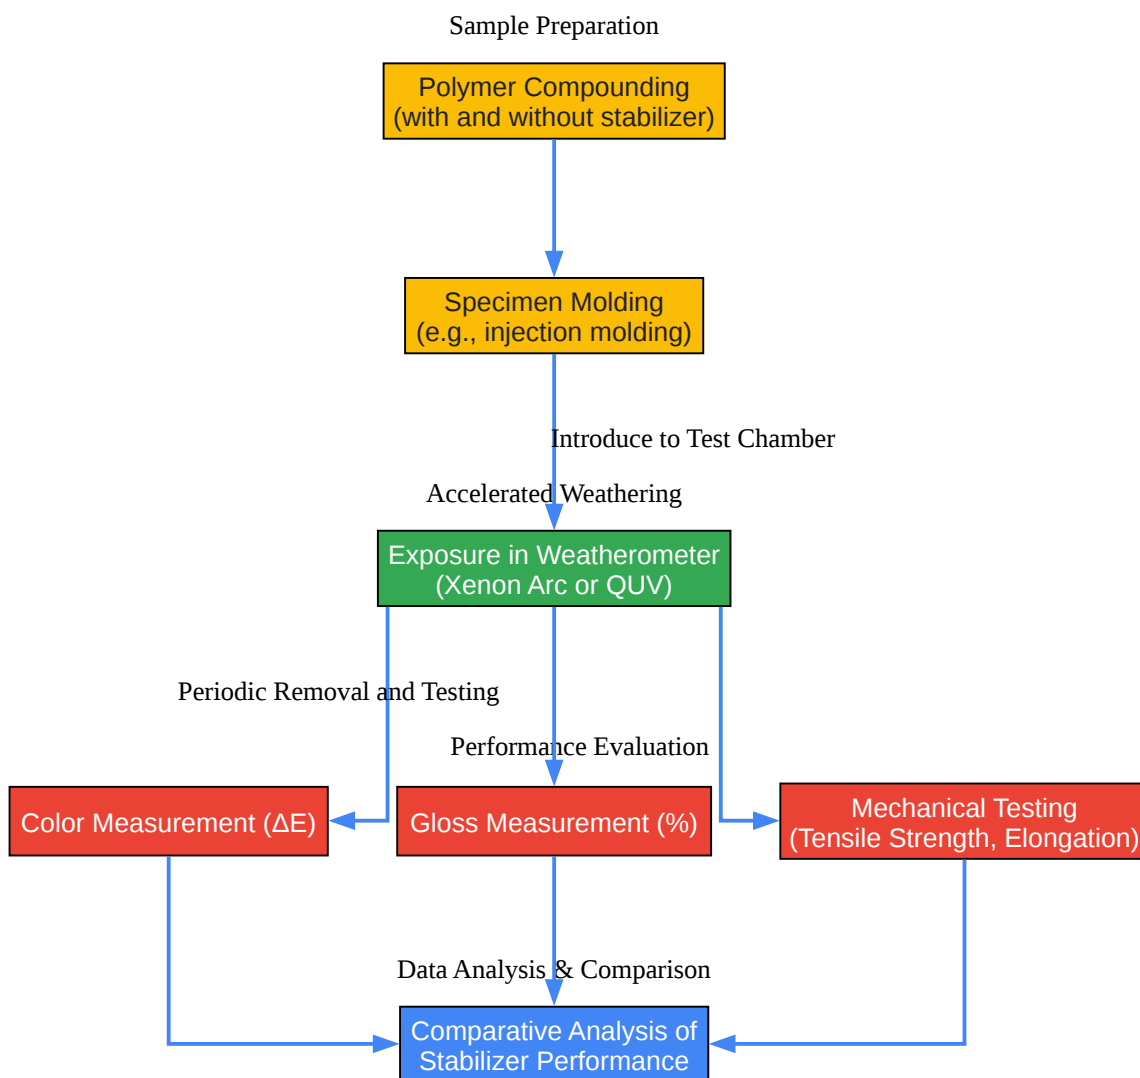 Sample Preparation
Polymer Compounding
(with and without stabilizer)
Specimen Molding
(e.g., injection molding)
Introduce to Test Chamber
Accelerated Weathering
Exposure in Weatherometer
(Xenon Arc or QUV)
Periodic Removal and Testing
Performance Evaluation
Color Measurement (ΔE)
Gloss Measurement (%)
Mechanical Testing
(Tensile Strength, Elongation)
Data Analysis & Comparison
Comparative Analysis of
Stabilizer Performance